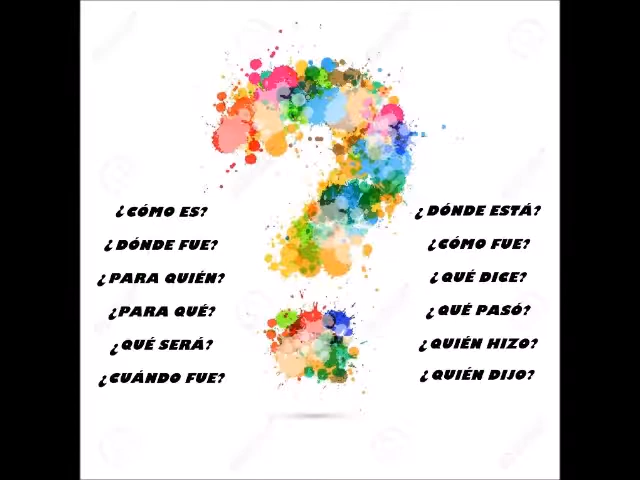 ¿CÓMO ES?
¿DÓNDE FUE?
¿PARA QUIÉN?
¿PARA QUÉ?
¿QUÉ SERÁ?
¿CUÁNDO FUE?
¿DÓNDE ESTÁ?
¿CÓMO FUE?
¿QUÉ DICE?
¿QUÉ PASÓ?
¿QUIÉN HIZO?
¿QUIÉN DIJO?